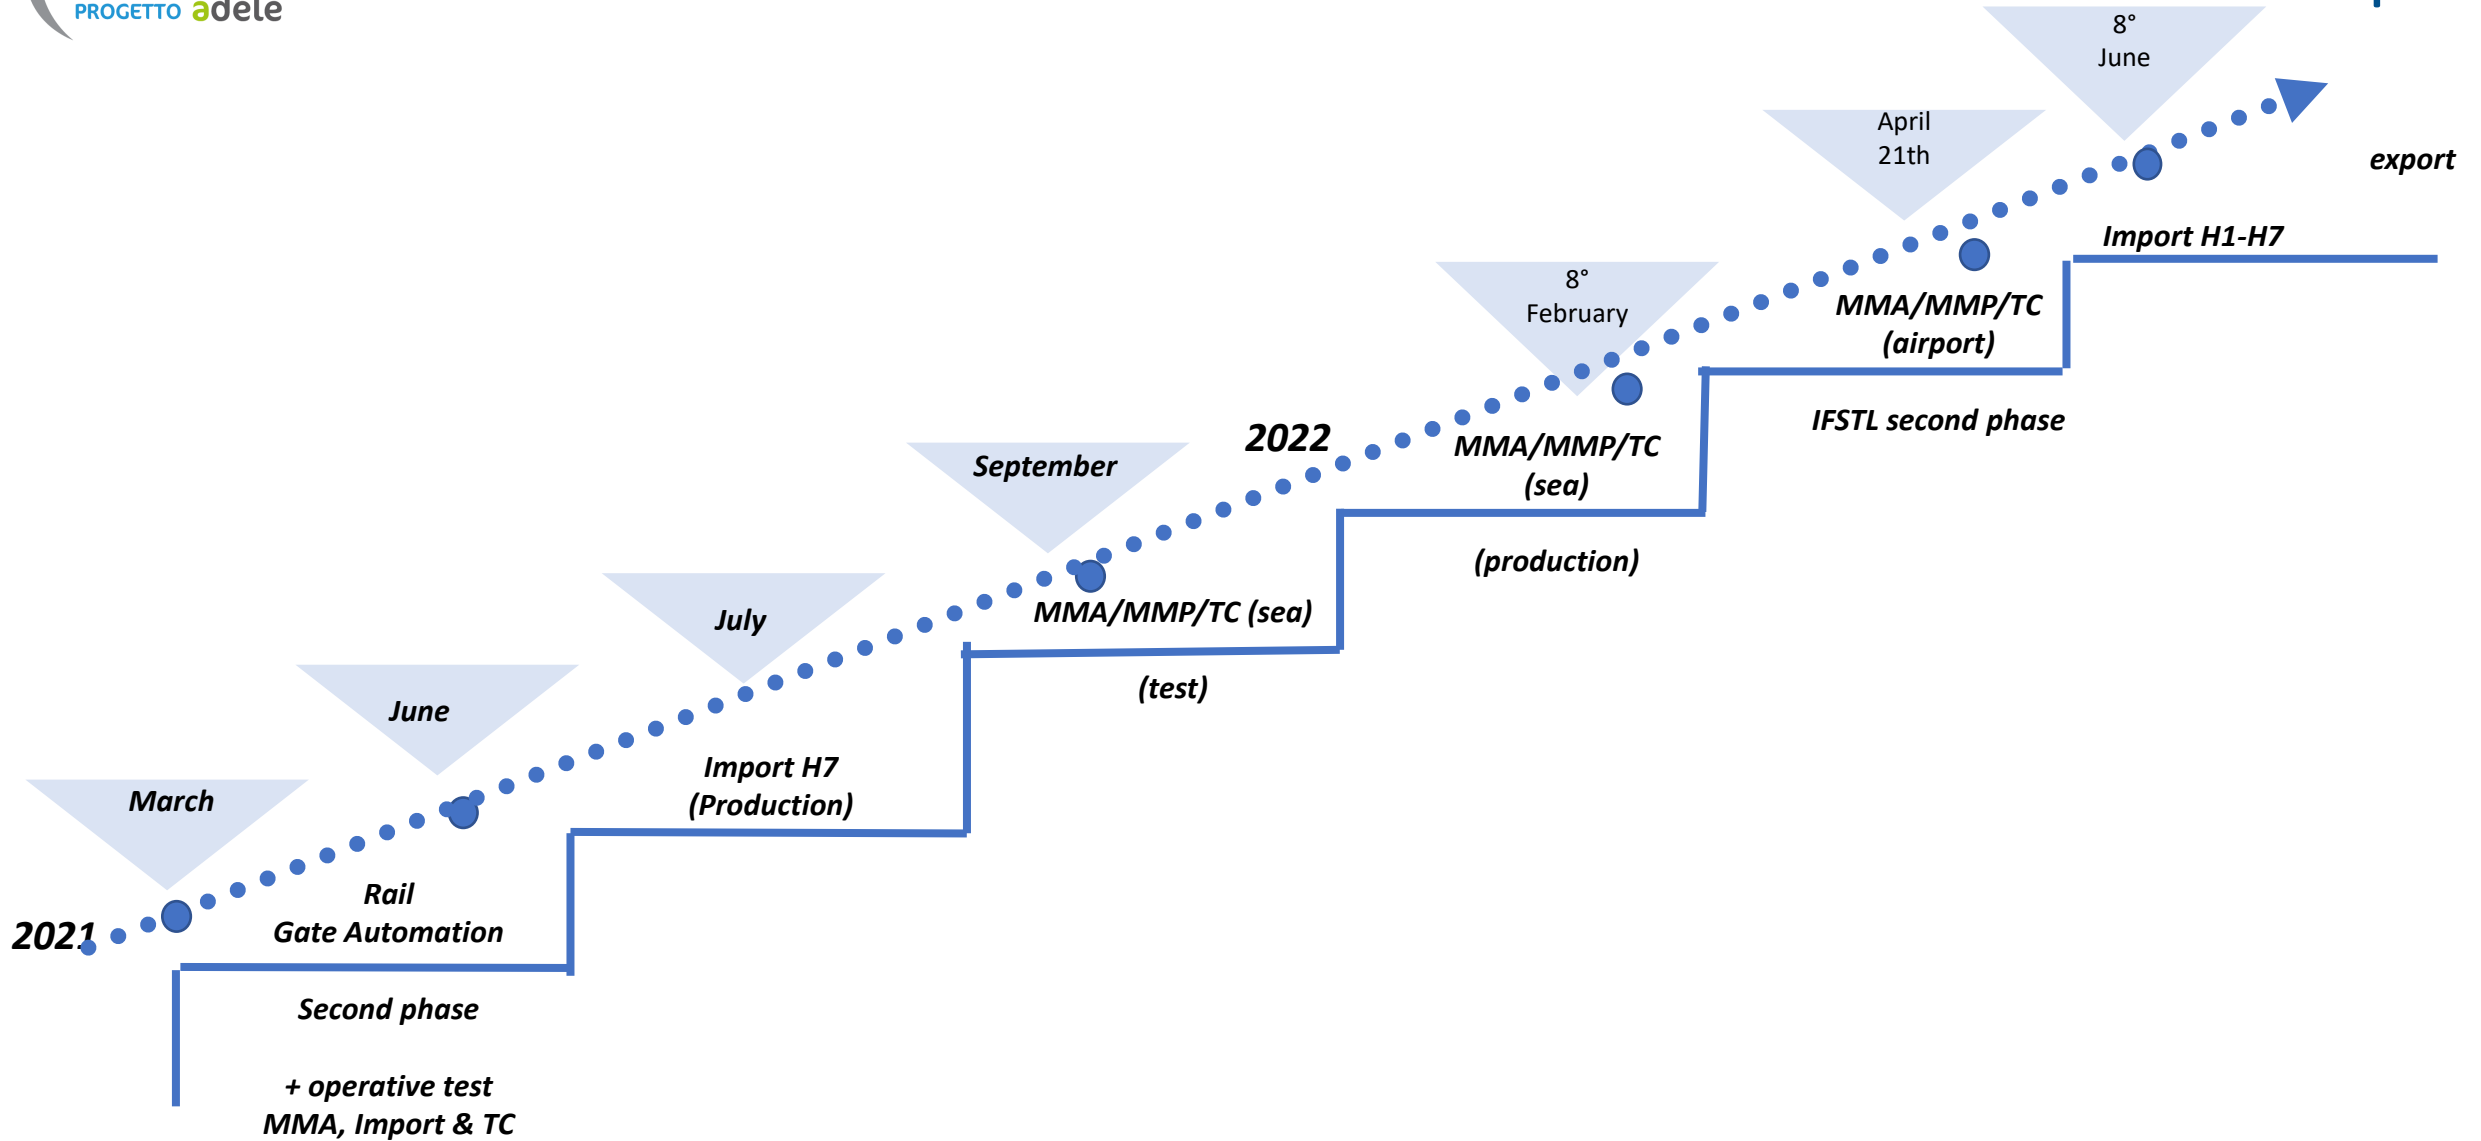 PROGETTO adele
8°
June
April
21th
export
Import H1-H7
8°
February
MMA/MMP/TC
(airport)
IFSTL second phase
2022
MMA/MMP/TC
(sea)
(production)
September
MMA/MMP/TC (sea)
(test)
July
Import H7
(Production)
June
March
Rail
Gate Automation
2021
Second phase
+ operative test
MMA, Import & TC